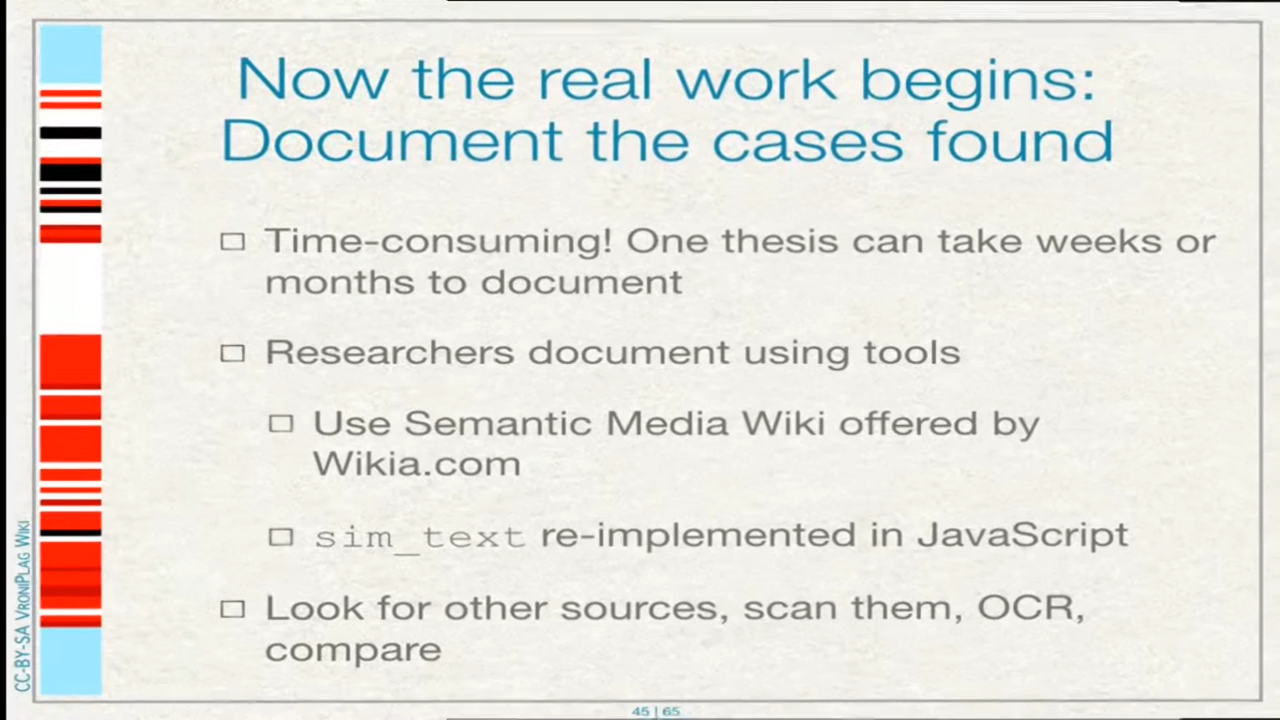 Now the real work begins:
Document the cases found
Time-consuming! One thesis can take weeks or
months to document
Researchers document using tools
Use Semantic Media Wiki offered by
Wikia.com
sim_text re-implemented in JavaScript
Look for other sources, scan them, OCR,
compare
CC-BY-SA VRONIPLAG WIKI
45 | 65